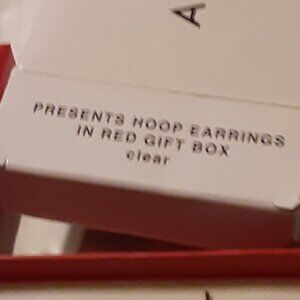 A
PRESENTS HOOP EARRINGS
IN RED GIFT BOX
clear